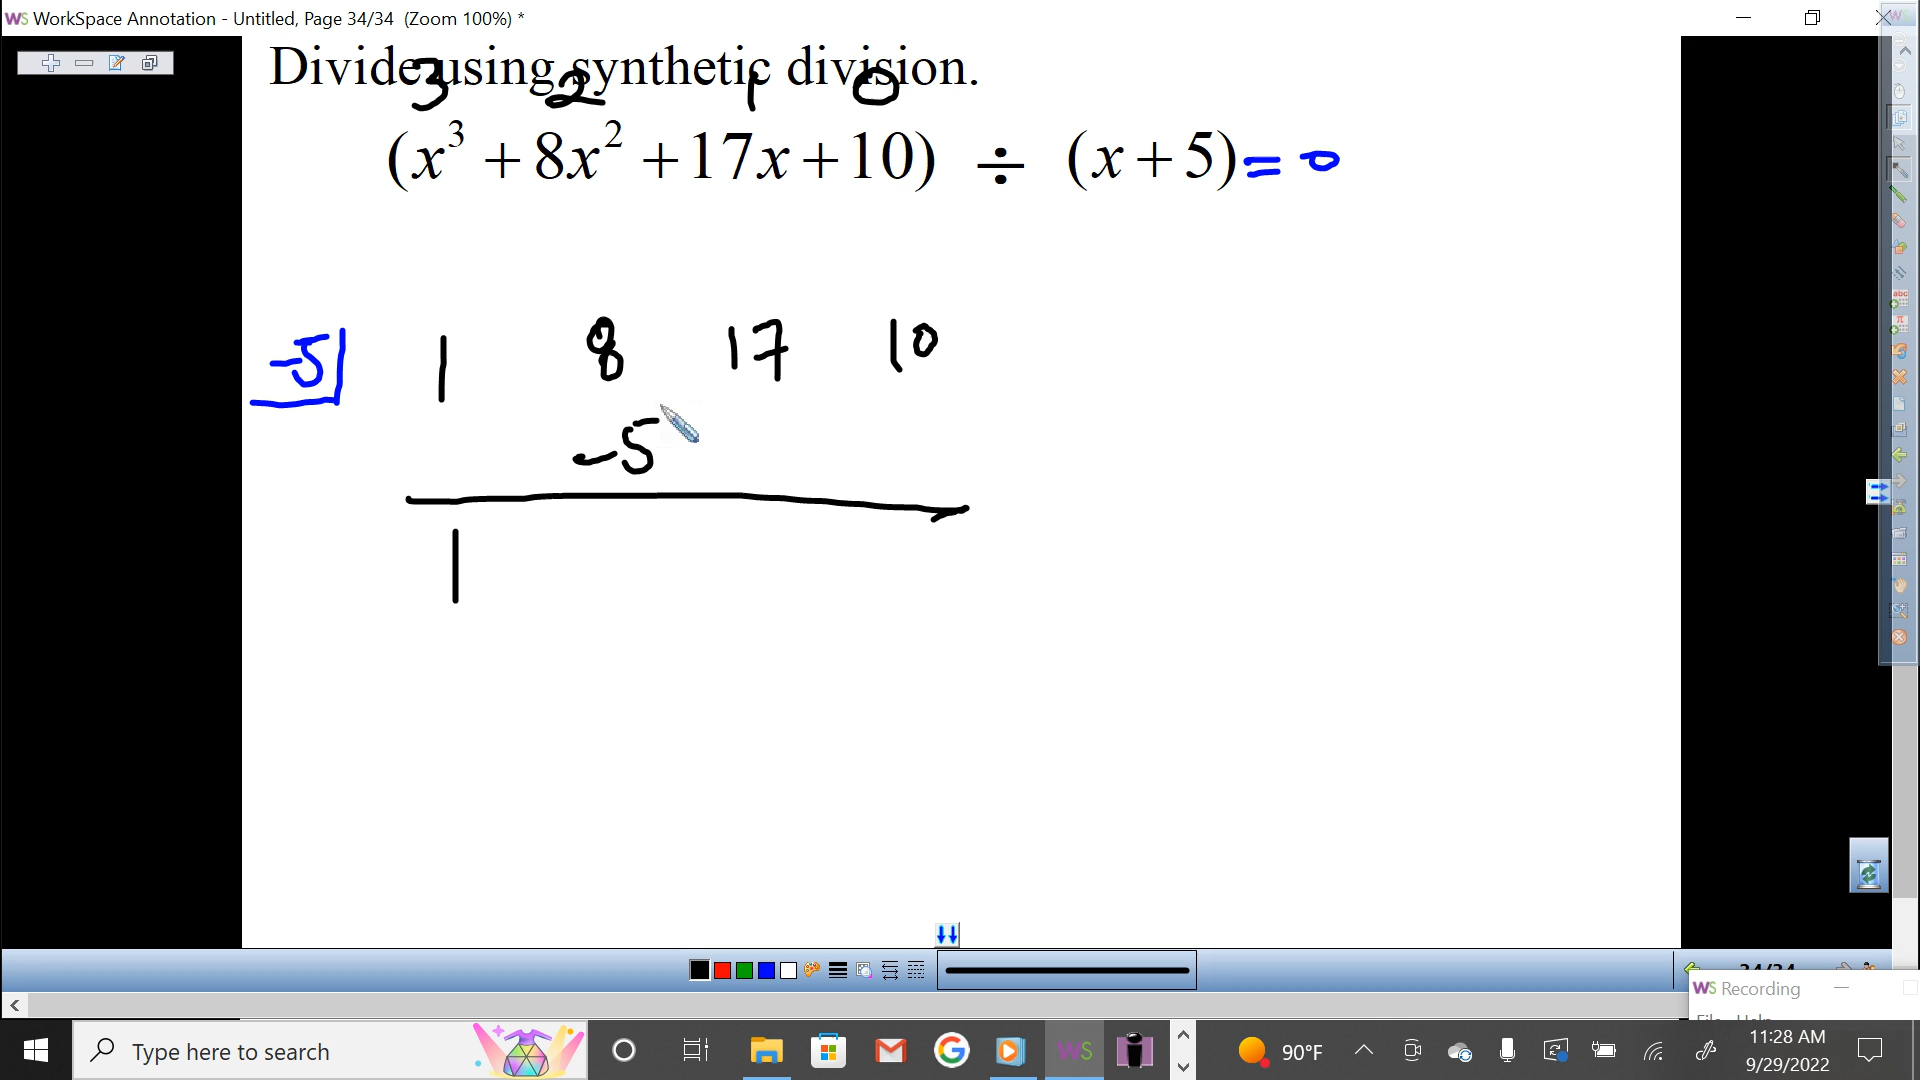 WS WorkSpace Annotation - Untitled, Page 34/34 (Zoom 100%) *
Divide using synthetic division.
3 2 1 0
(x³ + 8x² + 17x + 10) ÷ (x + 5) = 0
-5 1 8 17 10
-5
1
WS Recording
Type here to search
WS
90°F
11:28 AM
9/29/2022